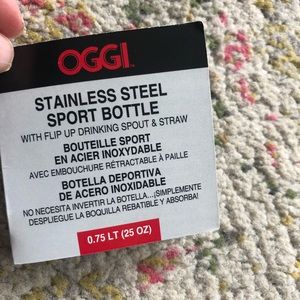 OGGI
STAINLESS STEEL
SPORT BOTTLE
WITH FLIP UP DRINKING SPOUT & STRAW
BOUTEILLE SPORT
EN ACIER INOXYDABLE
AVEC EMBOUCHURE RÉTRACTABLE À PAILLE
BOTELLA DEPORTIVA
DE ACERO INOXIDABLE
NO NECESITA INVERTIR LA BOTELLA...¡SIMPLEMENTE
DESPLIEGUE LA BOQUILLA REBATIBLE Y ABSORBA!
0.75 LT (25 OZ)